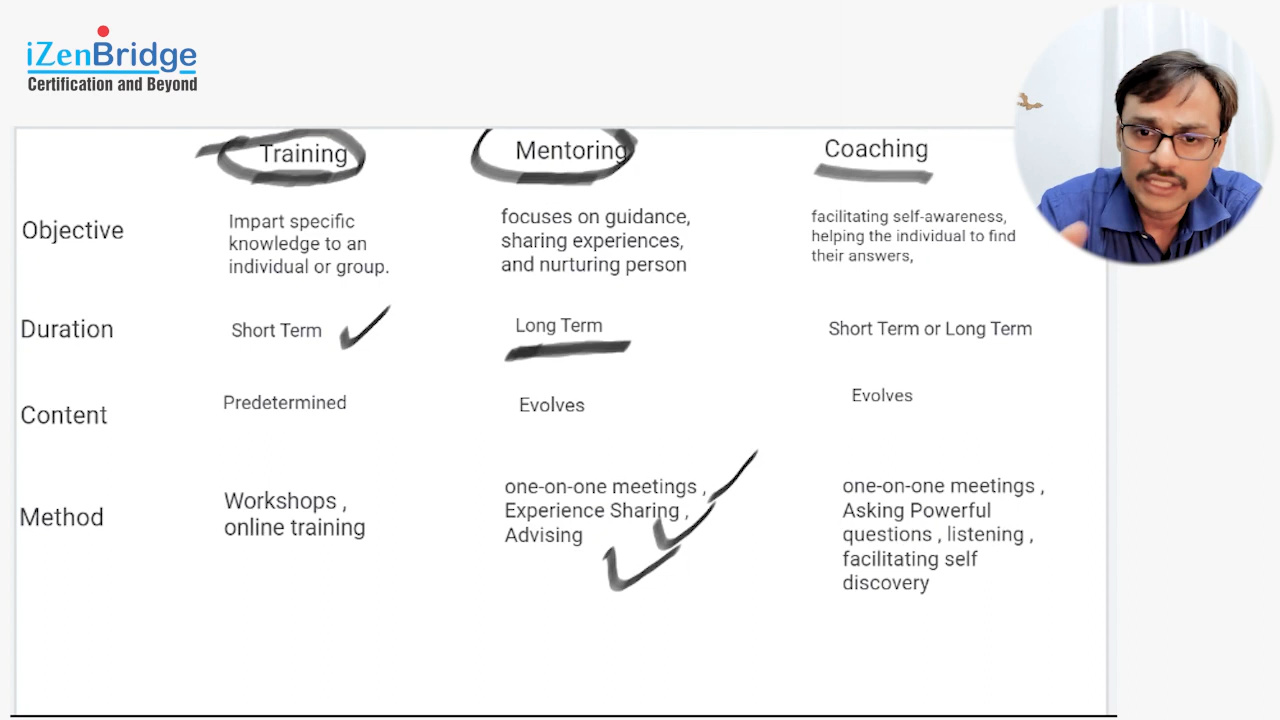 iZenBridge
Certification and Beyond
Training
Mentoring
Coaching
Objective
Impart specific
knowledge to an
individual or group.
focuses on guidance,
sharing experiences,
and nurturing person
facilitating self-awareness,
helping the individual to find
their answers,
Duration
Short Term
Long Term
Short Term or Long Term
Content
Predetermined
Evolves
Evolves
Method
Workshops ,
online training
one-on-one meetings ,
Experience Sharing ,
Advising
one-on-one meetings ,
Asking Powerful
questions , listening ,
facilitating self
discovery